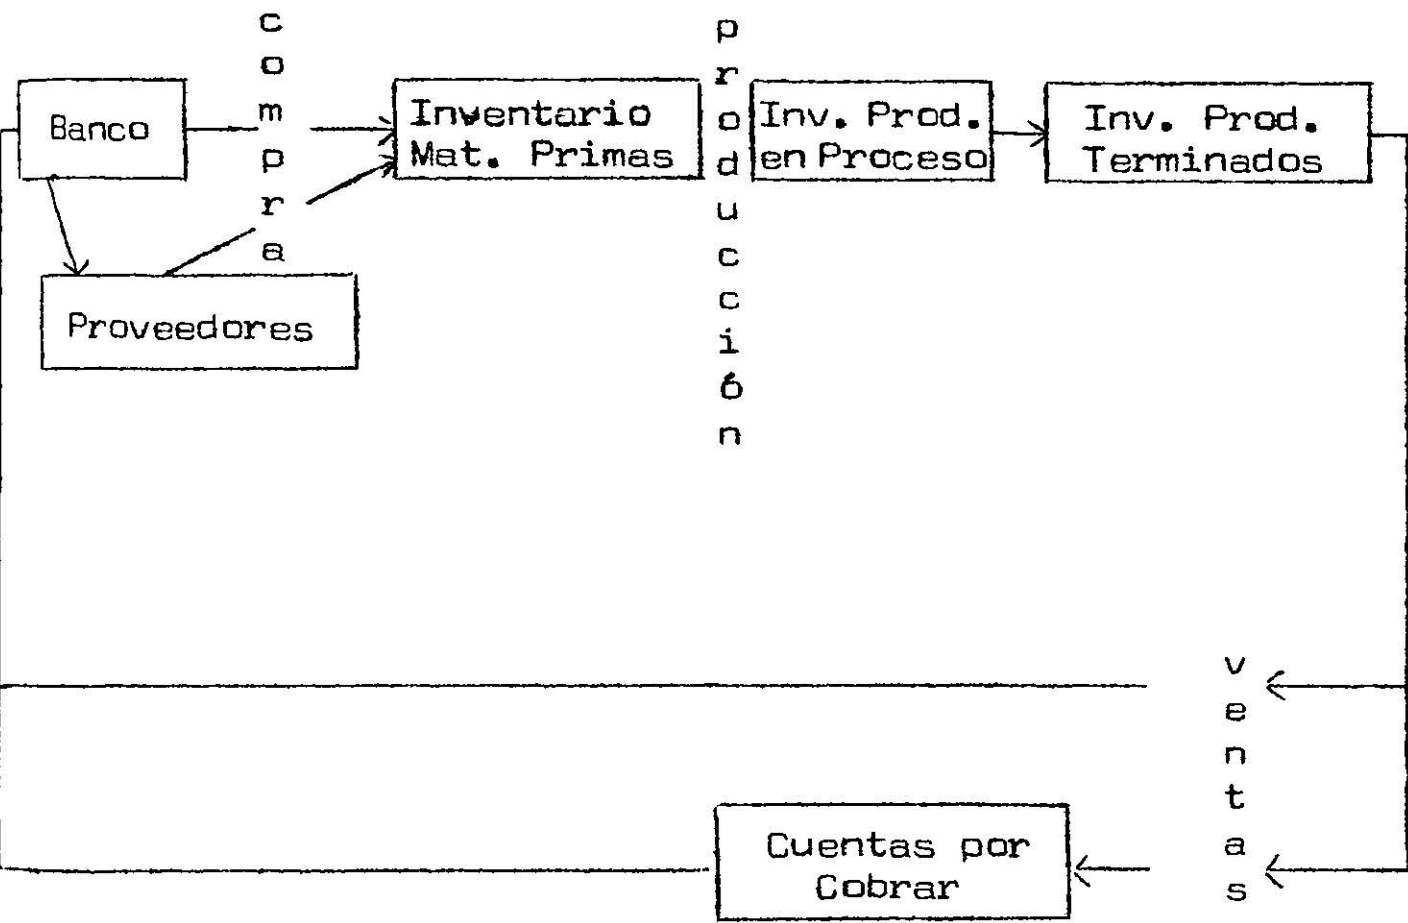 compra
producción
Banco
Inventario
Mat. Primas
Inv. Prod.
en Proceso
Inv. Prod.
Terminados
Proveedores
ventas
Cuentas por
Cobrar